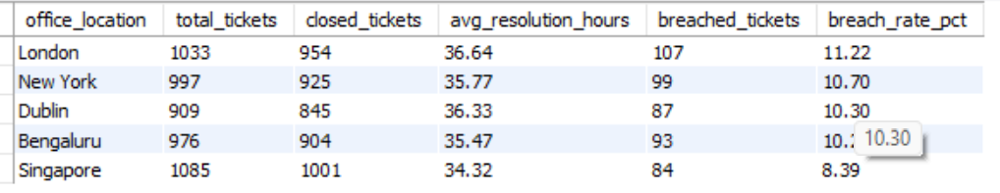 office_location total_tickets closed_tickets avg_resolution_hours breached_tickets breach_rate_pct
London 1033 954 36.64 107 11.22
New York 997 925 35.77 99 10.70
Dublin 909 845 36.33 87 10.30
Bengaluru 976 904 35.47 93 10.30
Singapore 1085 1001 34.32 84 8.39